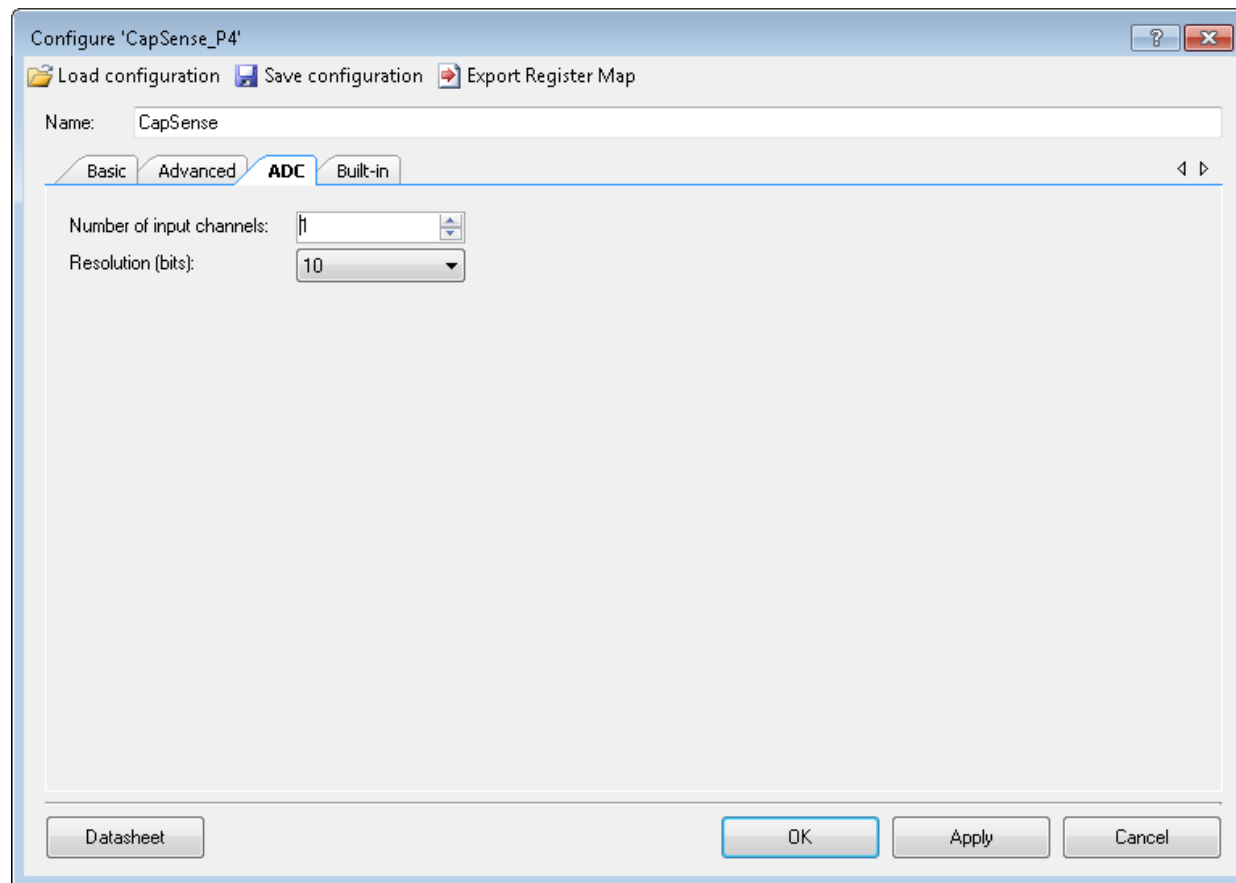 Configure 'CapSense_P4'
Load configuration Save configuration Export Register Map
Name: CapSense
Basic Advanced ADC Built-in
Number of input channels: 1
Resolution (bits): 10
Datasheet OK Apply Cancel